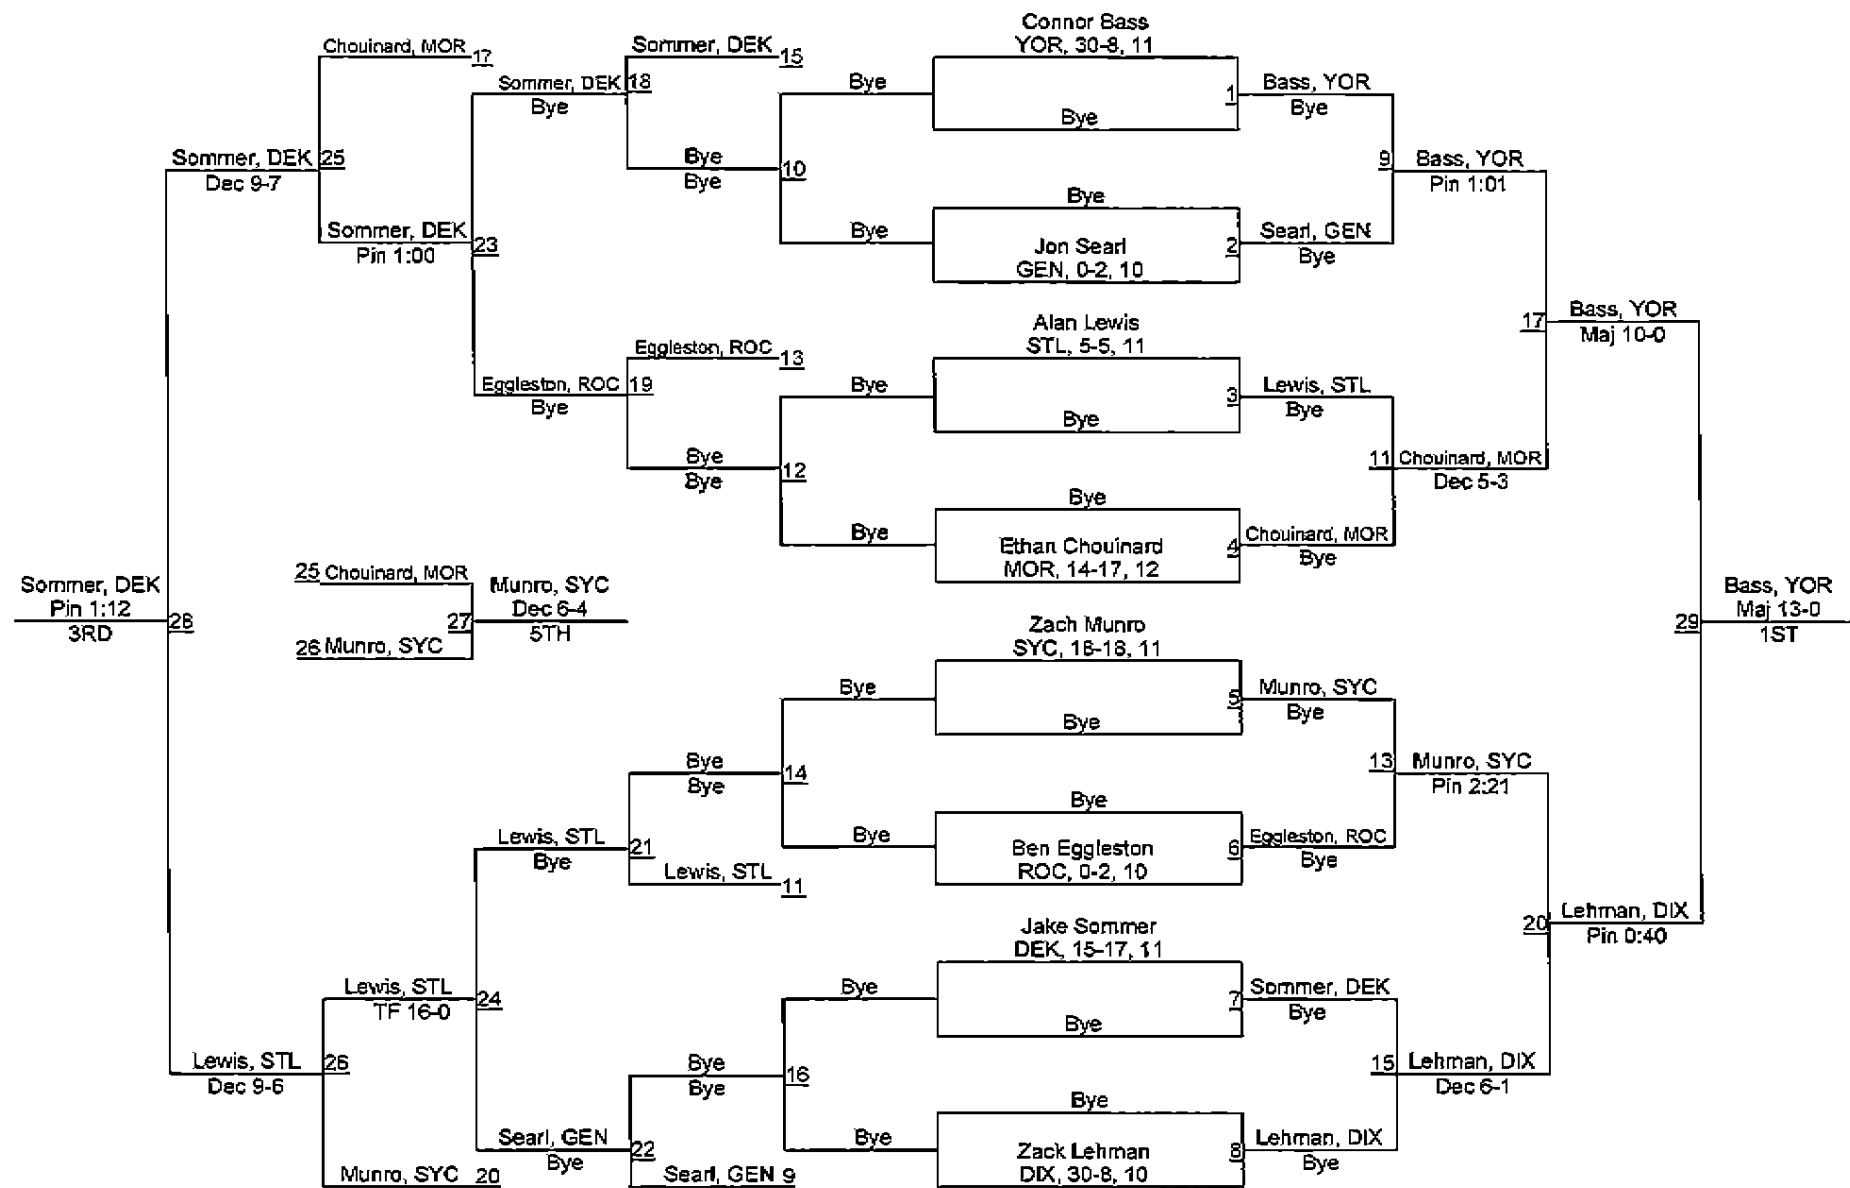 Connor Bass
YOR, 30-8, 11
Chouinard, MOR 17
Sommer, DEK 15
Sommer, DEK 18
Bye
Bye
1
Bass, YOR
Bye
Bye
Sommer, DEK 25
Dec 9-7
Bye
Bye
10
9
Bass, YOR
Pin 1:01
Bye
Sommer, DEK
Pin 1:00
23
Bye
Jon Searl
GEN, 0-2, 10
2
Searl, GEN
Bye
Alan Lewis
STL, 5-5, 11
17
Bass, YOR
Maj 10-0
Eggleston, ROC 13
Eggleston, ROC 19
Bye
Bye
3
Lewis, STL
Bye
Bye
Bye
Bye
12
11
Chouinard, MOR
Dec 5-3
Bye
Bye
Ethan Chouinard
MOR, 14-17, 12
4
Chouinard, MOR
Bye
Sommer, DEK
Pin 1:12
3RD
28
25 Chouinard, MOR
27
26 Munro, SYC
Munro, SYC
Dec 6-4
5TH
29
Bass, YOR
Maj 13-0
1ST
Zach Munro
SYC, 18-18, 11
Bye
5
Munro, SYC
Bye
Bye
Bye
Bye
14
13
Munro, SYC
Pin 2:21
Bye
Lewis, STL
Bye
21
Bye
Ben Eggleston
ROC, 0-2, 10
6
Eggleston, ROC
Bye
Lewis, STL 11
20
Lehman, DIX
Pin 0:40
Jake Sommer
DEK, 15-17, 11
Lewis, STL
TF 16-0
24
Bye
7
Sommer, DEK
Bye
Bye
Lewis, STL
Dec 9-6
26
Bye
Bye
16
15
Lehman, DIX
Dec 6-1
Bye
Searl, GEN
Bye
22
Bye
Zack Lehman
DIX, 30-8, 10
8
Lehman, DIX
Bye
Munro, SYC 20
Searl, GEN 9